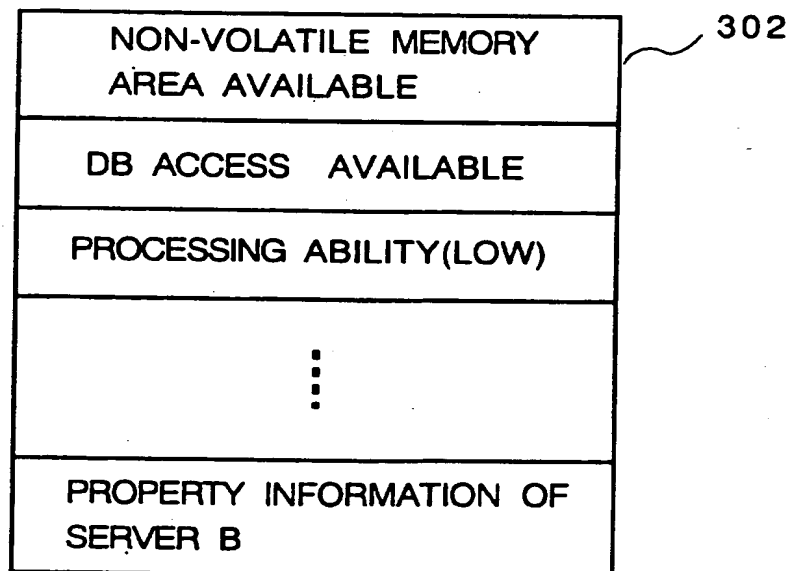 302
NON-VOLATILE MEMORY
AREA AVAILABLE
DB ACCESS AVAILABLE
PROCESSING ABILITY(LOW)
PROPERTY INFORMATION OF
SERVER B